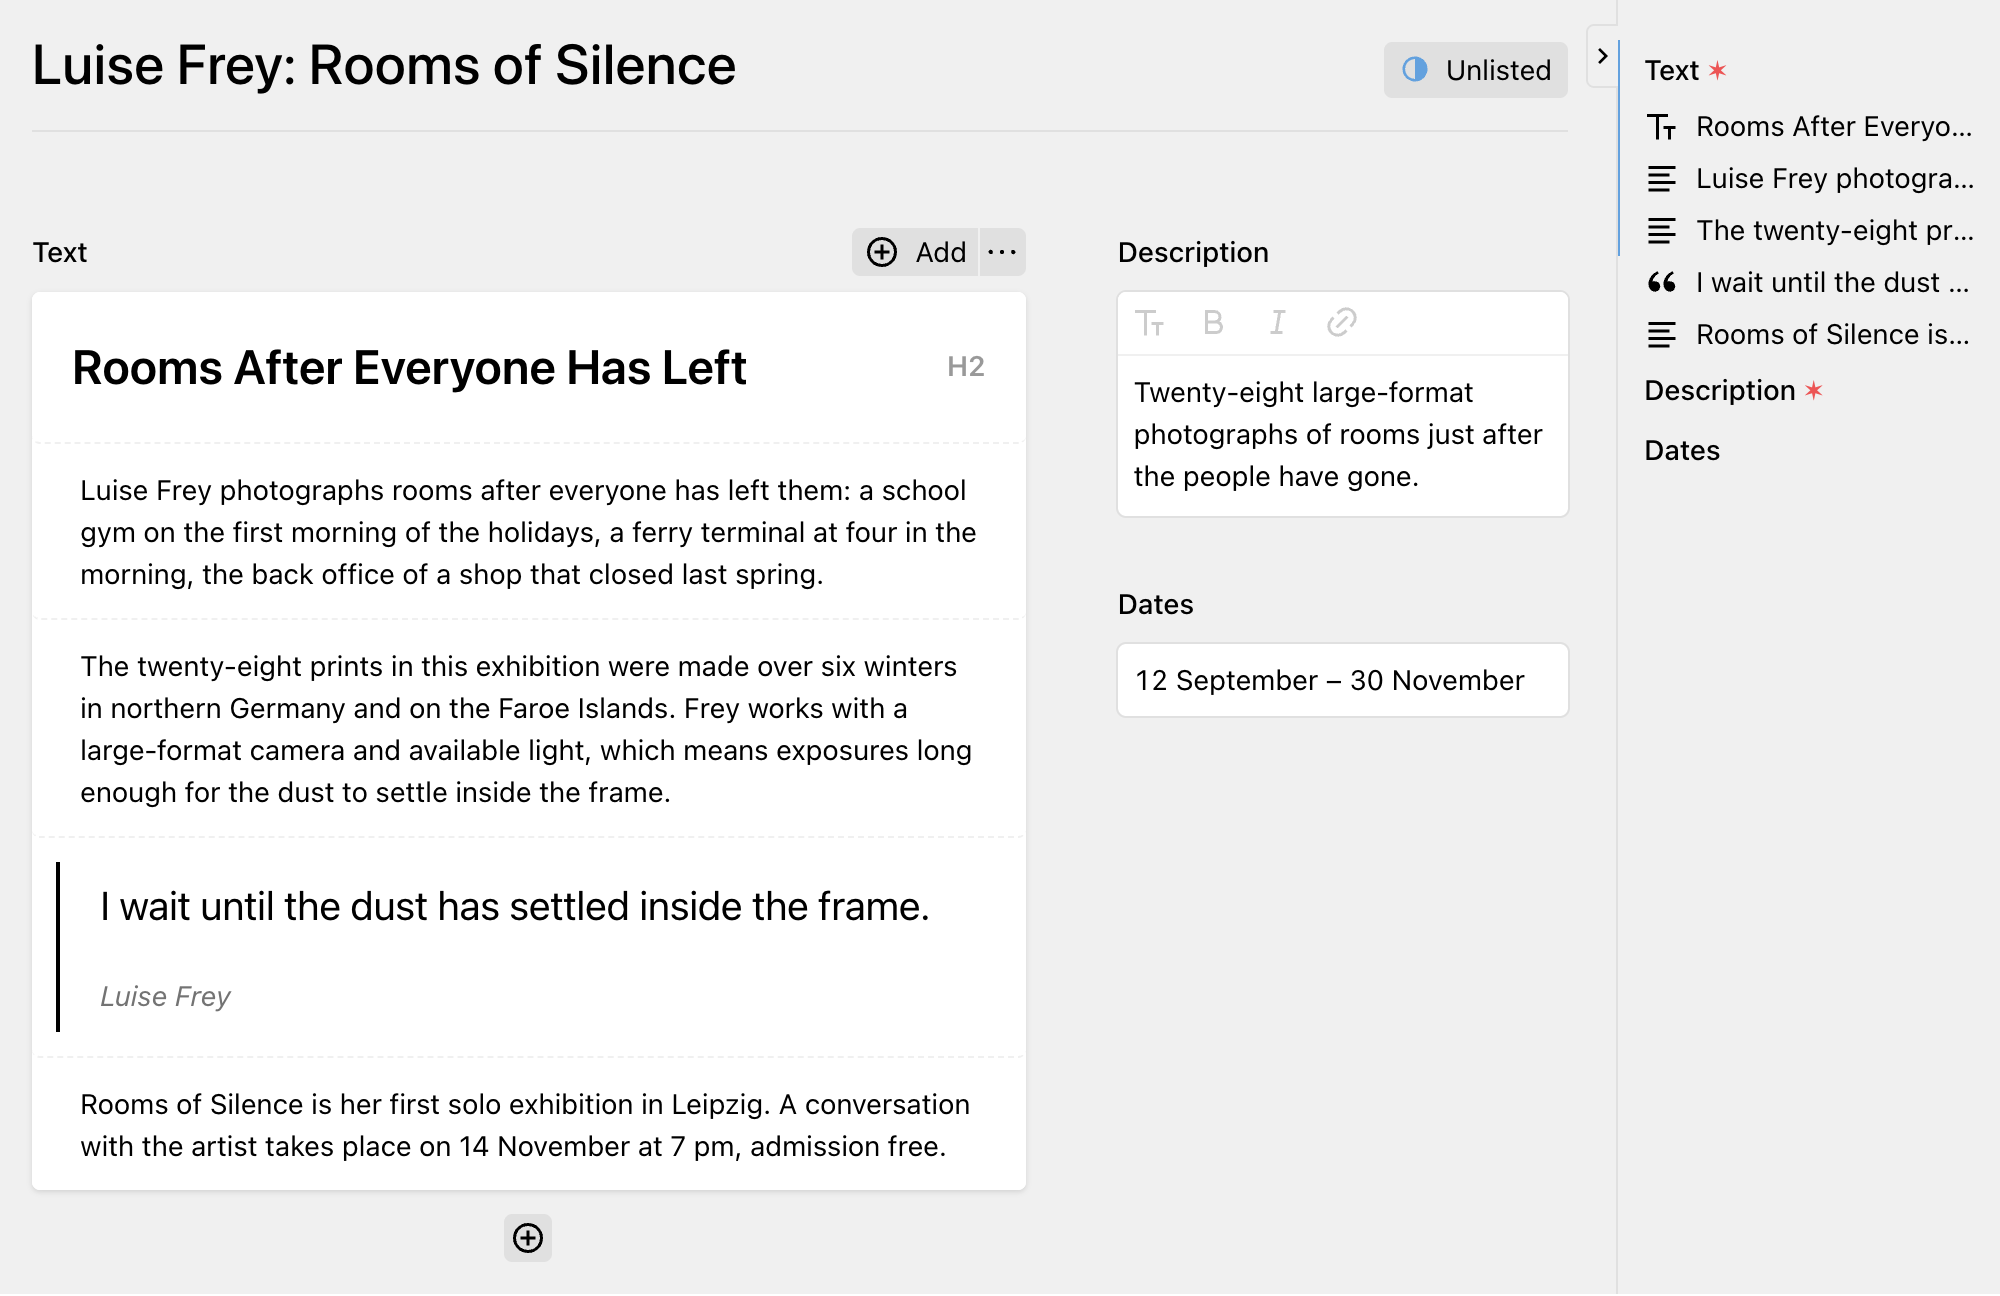 Luise Frey: Rooms of Silence
Unlisted
Text
Add
Rooms After Everyone Has Left
H2
Luise Frey photographs rooms after everyone has left them: a school
gym on the first morning of the holidays, a ferry terminal at four in the
morning, the back office of a shop that closed last spring.
The twenty-eight prints in this exhibition were made over six winters
in northern Germany and on the Faroe Islands. Frey works with a
large-format camera and available light, which means exposures long
enough for the dust to settle inside the frame.
I wait until the dust has settled inside the frame.
Luise Frey
Rooms of Silence is her first solo exhibition in Leipzig. A conversation
with the artist takes place on 14 November at 7 pm, admission free.
Description
B I
Twenty-eight large-format
photographs of rooms just after
the people have gone.
Dates
12 September – 30 November
Text ✶
Rooms After Everyo...
Luise Frey photogra...
The twenty-eight pr...
I wait until the dust ...
Rooms of Silence is...
Description ✶
Dates